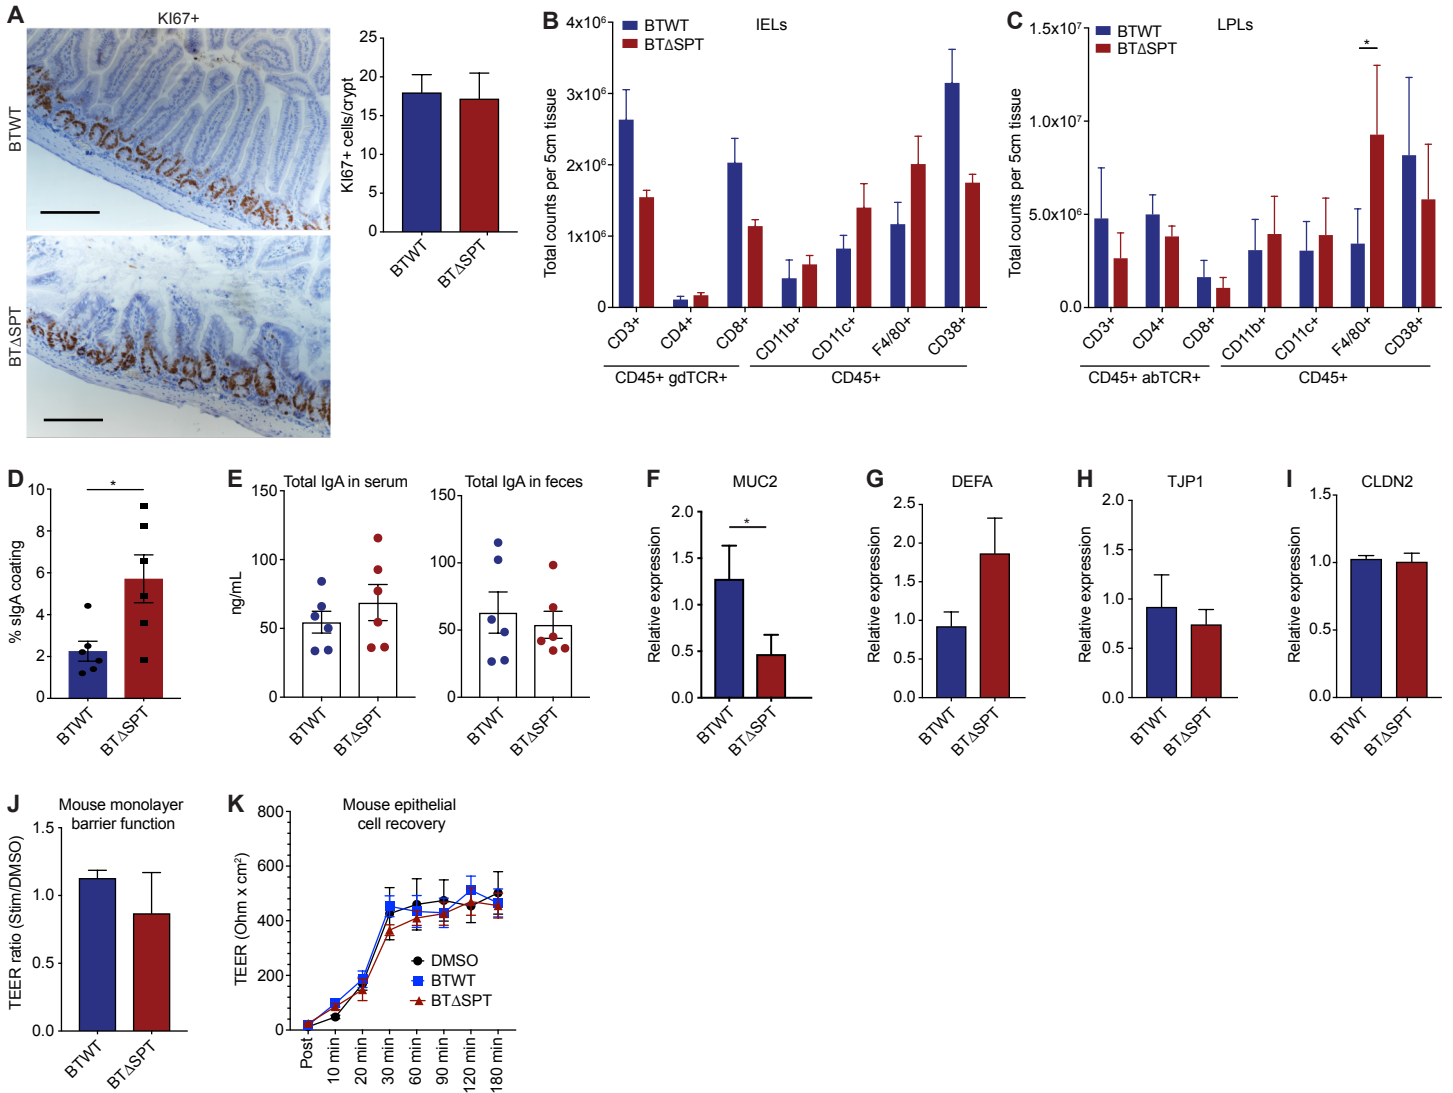 A
KI67+
BTWT
BTΔSPT
KI67+ cells/crypt
25
20
15
10
5
0
BTWT
BTΔSPT
B
IELs
BTWT
BTΔSPT
Total counts per 5cm tissue
4x10⁶
3x10⁶
2x10⁶
1x10⁶
0
CD3+
CD4+
CD8+
CD11b+
CD11c+
F4/80+
CD38+
CD45+ gdTCR+
CD45+
C
LPLs
BTWT
BTΔSPT
*
Total counts per 5cm tissue
1.5x10⁷
1.0x10⁷
5.0x10⁶
0.0
CD3+
CD4+
CD8+
CD11b+
CD11c+
F4/80+
CD38+
CD45+ abTCR+
CD45+
D
*
% sIgA coating
10
8
6
4
2
0
BTWT
BTΔSPT
E
Total IgA in serum
ng/mL
150
100
50
0
BTWT
BTΔSPT
Total IgA in feces
150
100
50
0
BTWT
BTΔSPT
F
MUC2
*
Relative expression
2.0
1.5
1.0
0.5
0.0
BTWT
BTΔSPT
G
DEFA
Relative expression
2.5
2.0
1.5
1.0
0.5
0.0
BTWT
BTΔSPT
H
TJP1
Relative expression
2.0
1.5
1.0
0.5
0.0
BTWT
BTΔSPT
I
CLDN2
Relative expression
1.5
1.0
0.5
0.0
BTWT
BTΔSPT
J
Mouse monolayer
barrier function
TEER ratio (Stim/DMSO)
1.5
1.0
0.5
0.0
BTWT
BTΔSPT
K
Mouse epithelial
cell recovery
TEER (Ohm x cm²)
800
600
400
200
0
DMSO
BTWT
BTΔSPT
Post
10 min
20 min
30 min
60 min
90 min
120 min
180 min